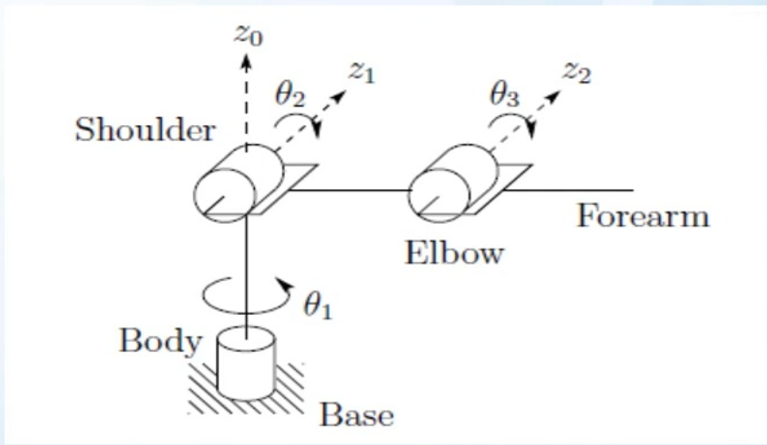 z₀
z₁
z₂
θ₂
θ₃
Shoulder
Forearm
Elbow
θ₁
Body
Base